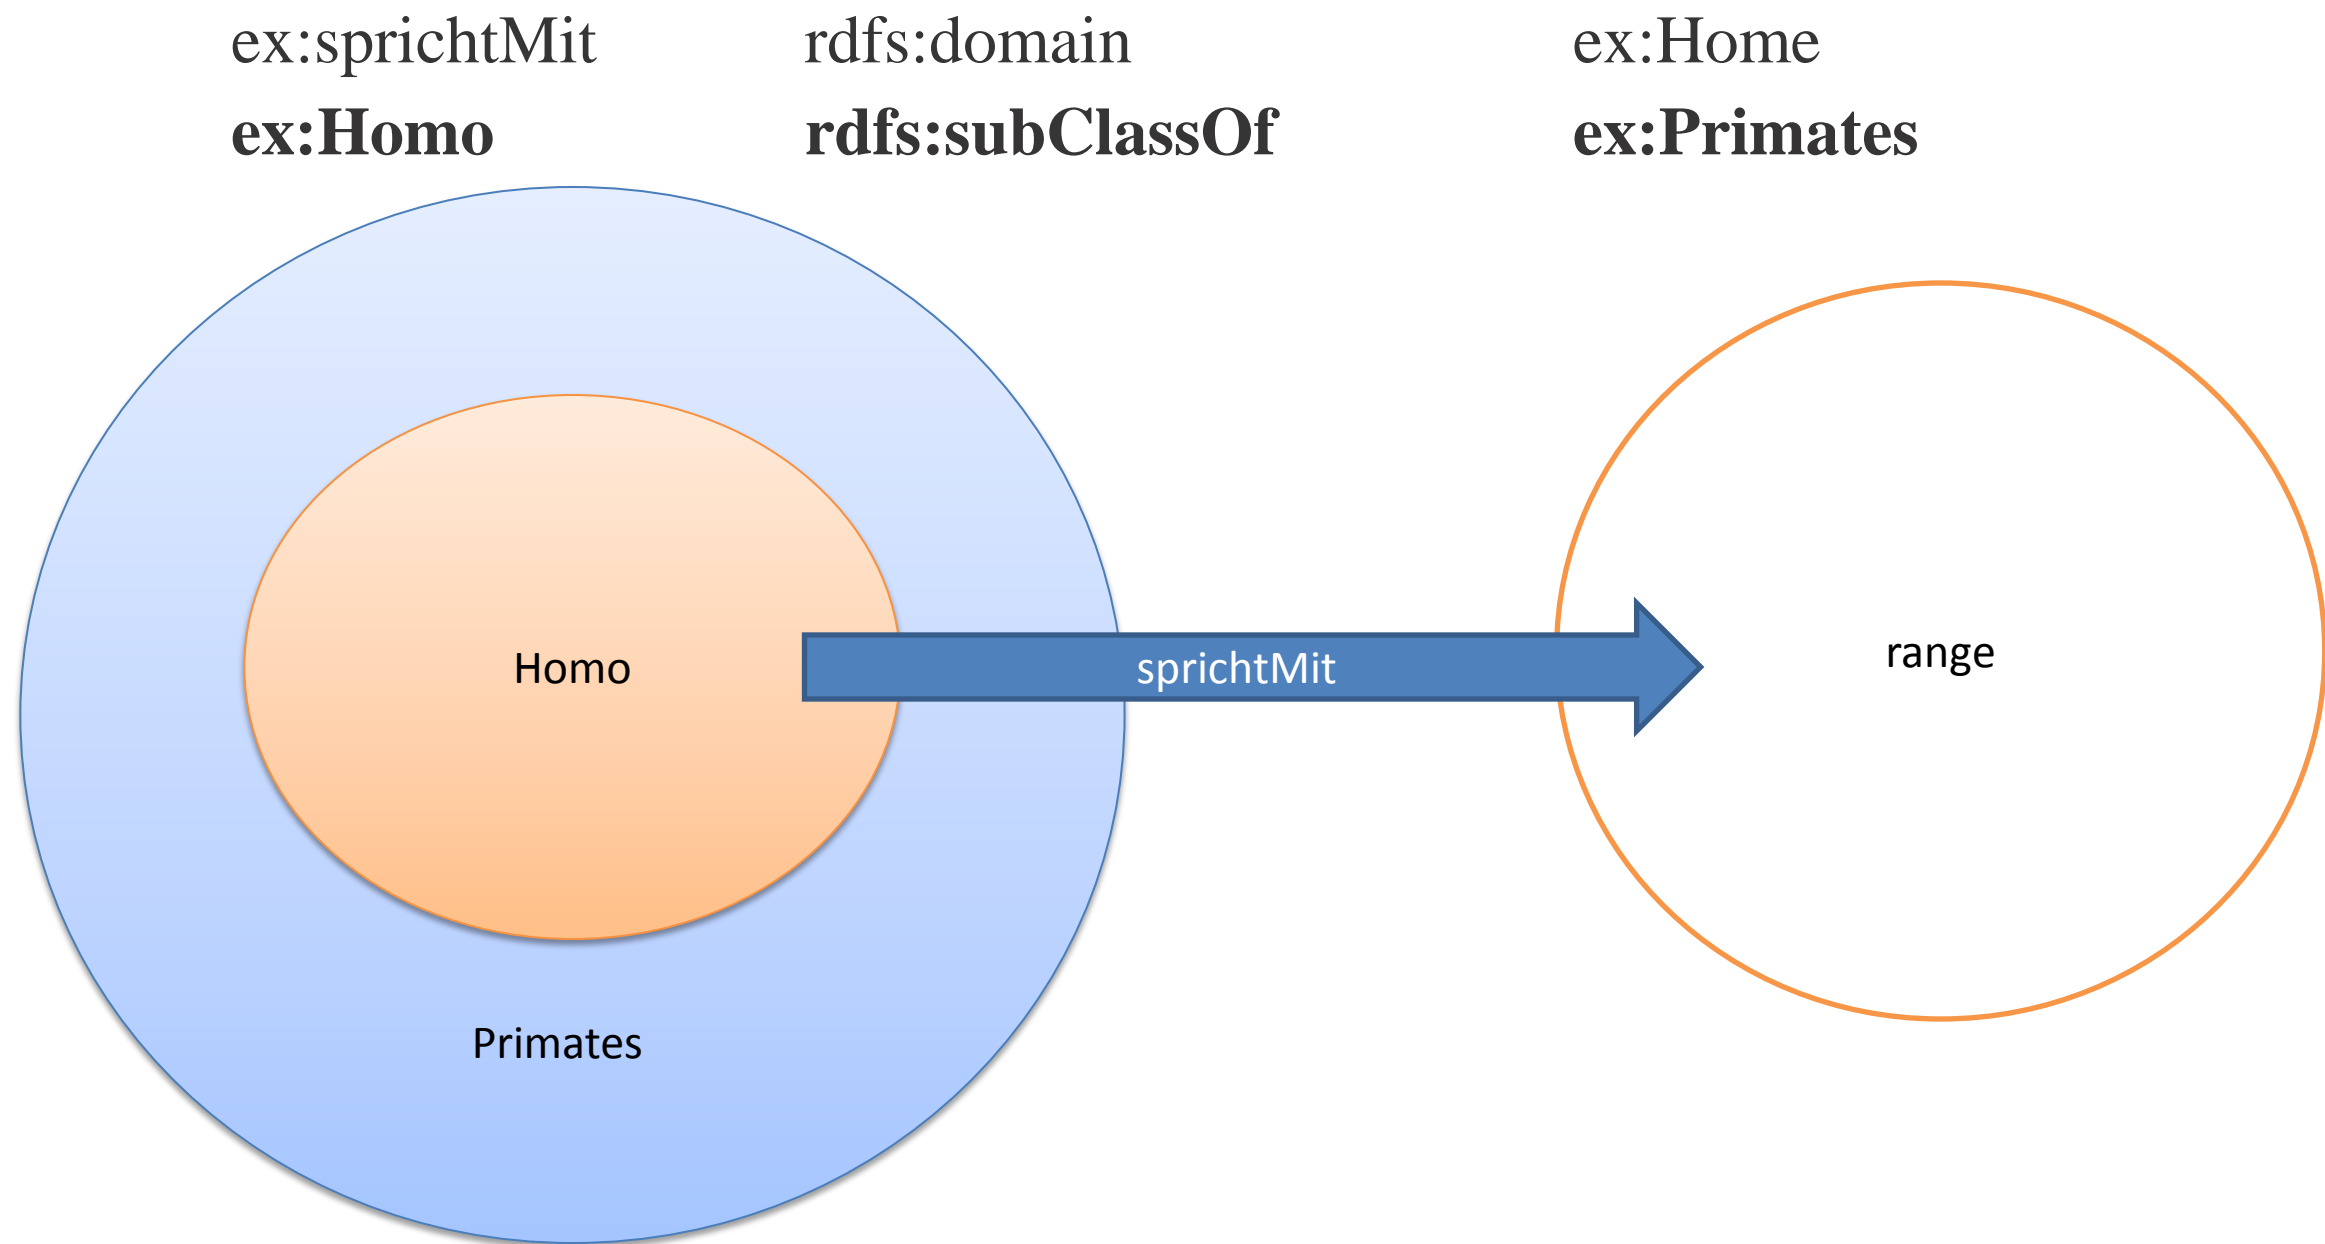 ex:sprichtMit rdfs:domain ex:Home
ex:Homo rdfs:subClassOf ex:Primates
Homo
sprichtMit
range
Primates